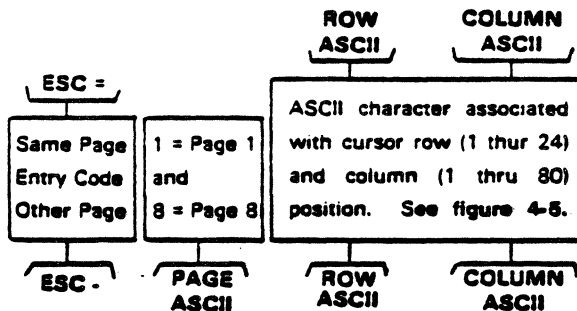 ROW ASCII
COLUMN ASCII
ESC =
Same Page
Entry Code
Other Page
1 = Page 1
and
8 = Page 8
ASCII character associated
with cursor row (1 thur 24)
and column (1 thru 80)
position. See figure 4-5.
ESC -
PAGE ASCII
ROW ASCII
COLUMN ASCII